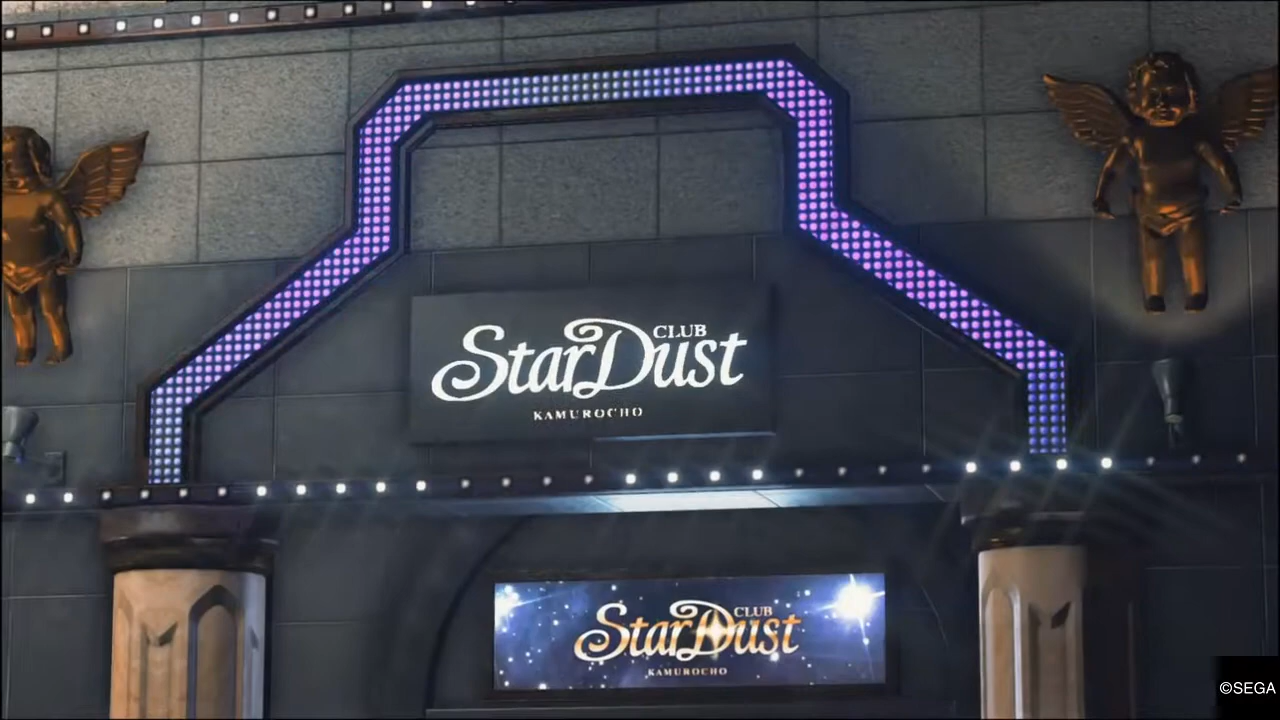 CLUB
StarDust
KAMUROCHO
CLUB
StarDust
KAMUROCHO
©SEGA